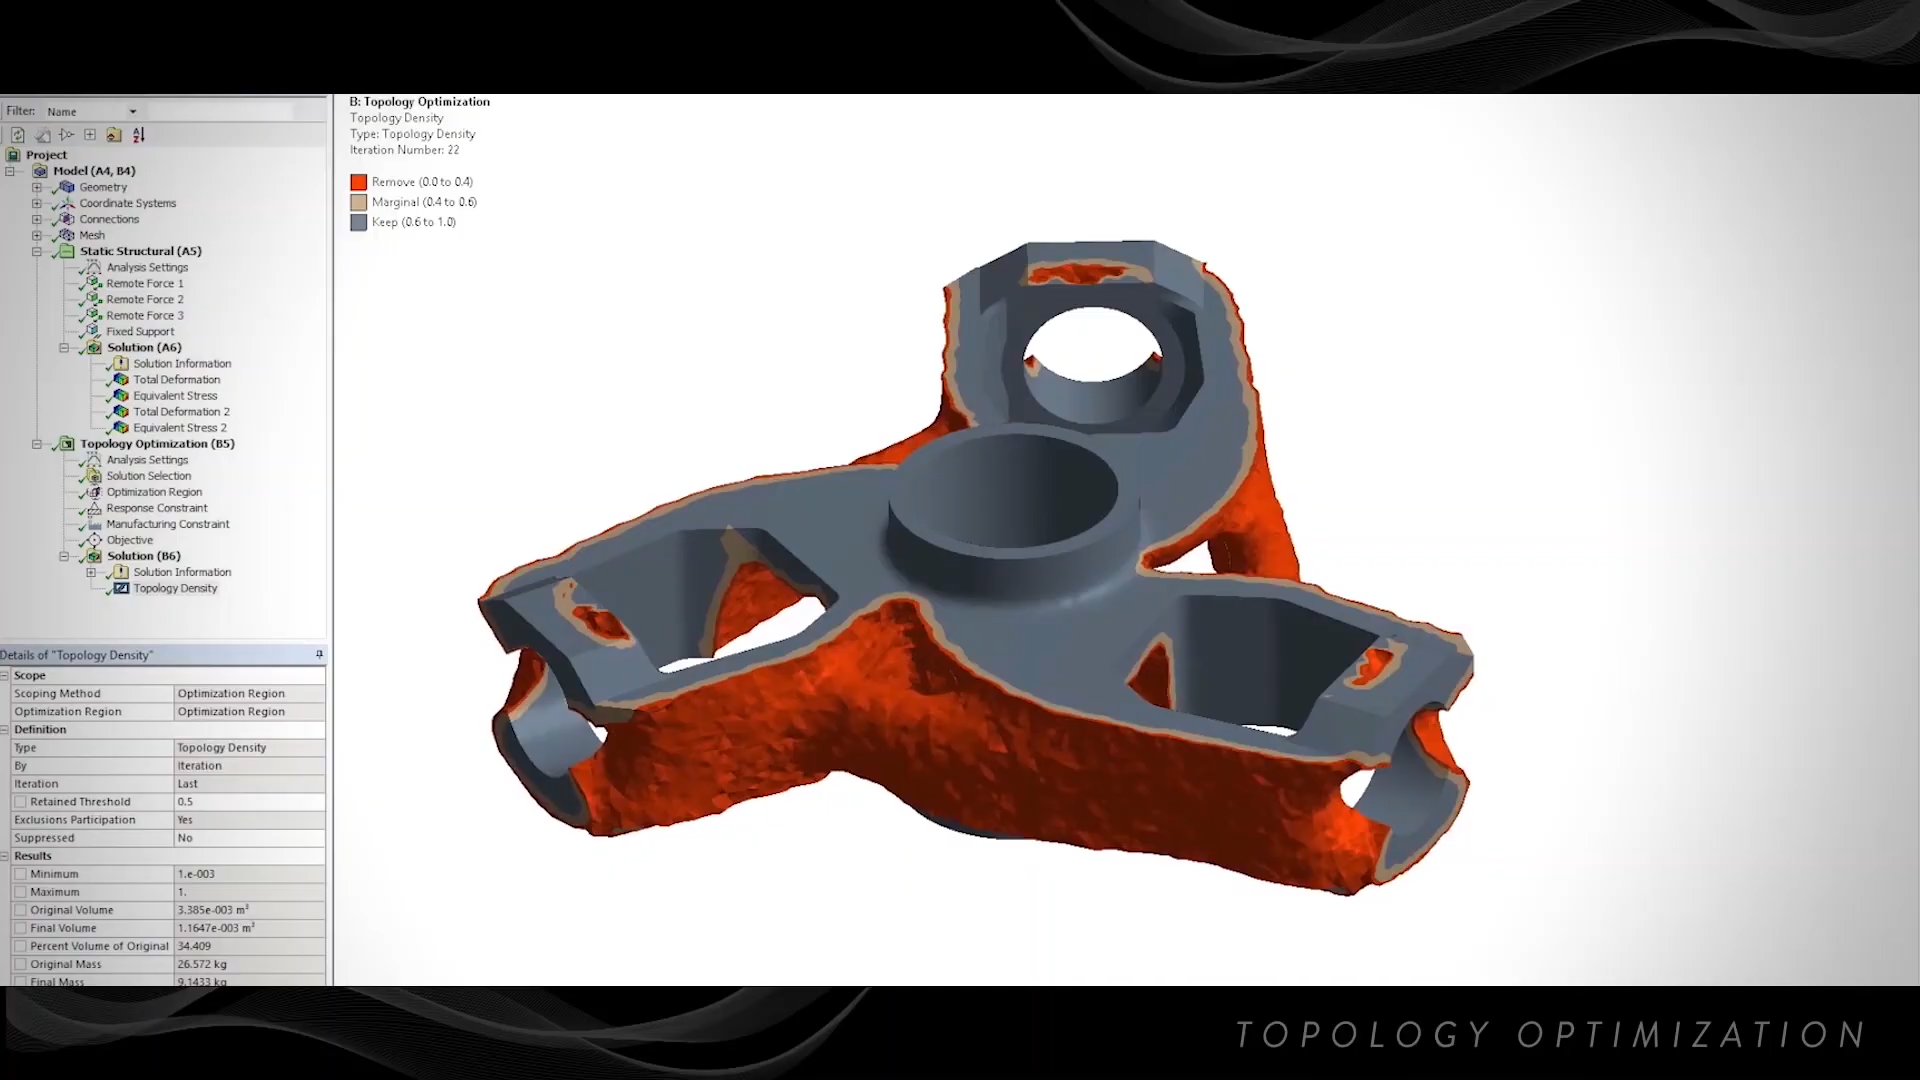 Filter: Name
Project
Model (A4, B4)
Geometry
Coordinate Systems
Connections
Mesh
Static Structural (A5)
Analysis Settings
Remote Force 1
Remote Force 2
Remote Force 3
Fixed Support
Solution (A6)
Solution Information
Total Deformation
Equivalent Stress
Total Deformation 2
Equivalent Stress 2
Topology Optimization (B5)
Analysis Settings
Solution Selection
Optimization Region
Response Constraint
Manufacturing Constraint
Objective
Solution (B6)
Solution Information
Topology Density
Details of "Topology Density"
Scope
Scoping Method Optimization Region
Optimization Region Optimization Region
Definition
Type Topology Density
By Iteration
Iteration Last
Retained Threshold 0.5
Exclusions Participation Yes
Suppressed No
Results
Minimum 1.e-003
Maximum 1.
Original Volume 3.385e-003 m³
Final Volume 1.1647e-003 m³
Percent Volume of Original 34.409
Original Mass 26.572 kg
Final Mass 9.1433 kg
B: Topology Optimization
Topology Density
Type: Topology Density
Iteration Number: 22
Remove (0.0 to 0.4)
Marginal (0.4 to 0.6)
Keep (0.6 to 1.0)
TOPOLOGY OPTIMIZATION